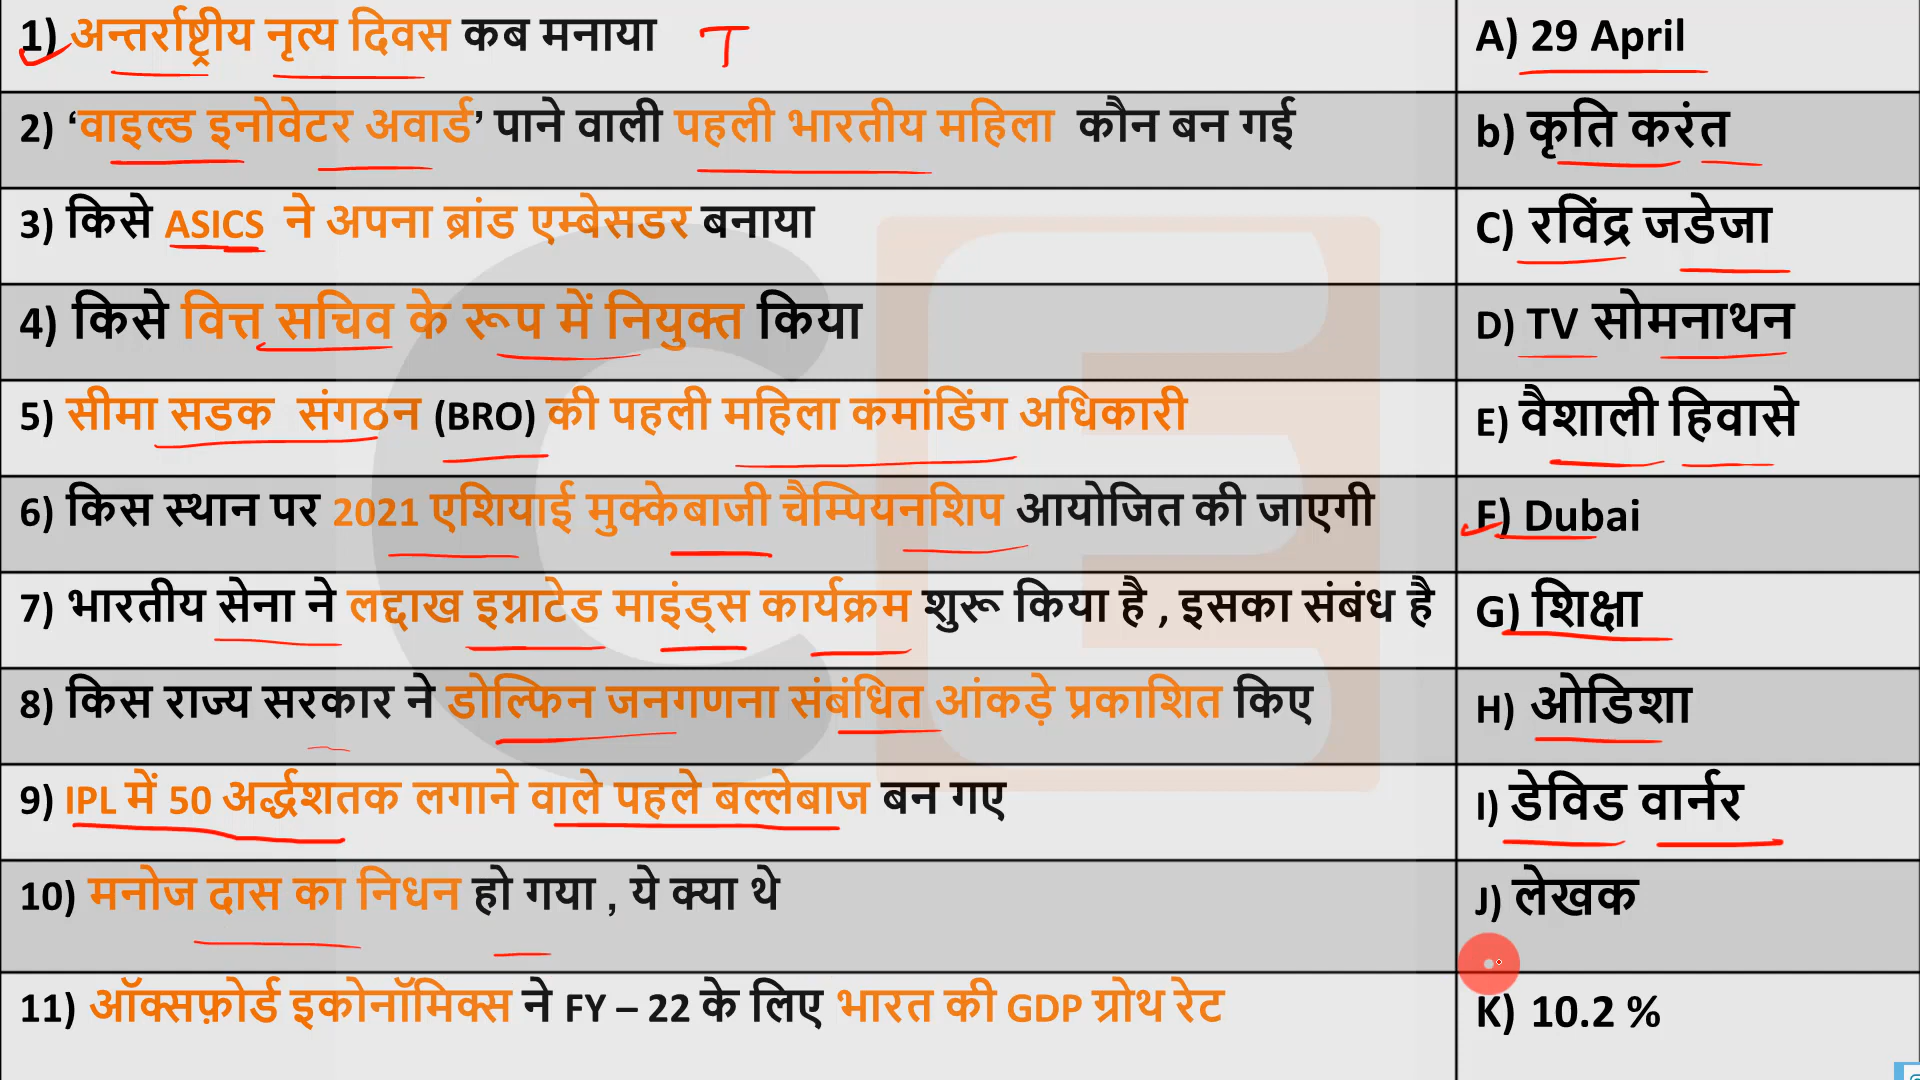 1) अन्तर्राष्ट्रीय नृत्य दिवस कब मनाया T A) 29 April
2) ‘वाइल्ड इनोवेटर अवार्ड’ पाने वाली पहली भारतीय महिला कौन बन गई b) कृति करंत
3) किसे ASICS ने अपना ब्रांड एम्बेसडर बनाया C) रविंद्र जडेजा
4) किसे वित्त सचिव के रूप में नियुक्त किया D) TV सोमनाथन
5) सीमा सडक संगठन (BRO) की पहली महिला कमांडिंग अधिकारी E) वैशाली हिवासे
6) किस स्थान पर 2021 एशियाई मुक्केबाजी चैम्पियनशिप आयोजित की जाएगी F) Dubai
7) भारतीय सेना ने लद्दाख इग्नाटेड माइंड्स कार्यक्रम शुरू किया है , इसका संबंध है G) शिक्षा
8) किस राज्य सरकार ने डोल्फिन जनगणना संबंधित आंकड़े प्रकाशित किए H) ओडिशा
9) IPL में 50 अर्द्धशतक लगाने वाले पहले बल्लेबाज बन गए I) डेविड वार्नर
10) मनोज दास का निधन हो गया , ये क्या थे J) लेखक
11) ऑक्सफ़ोर्ड इकोनॉमिक्स ने FY – 22 के लिए भारत की GDP ग्रोथ रेट K) 10.2 %